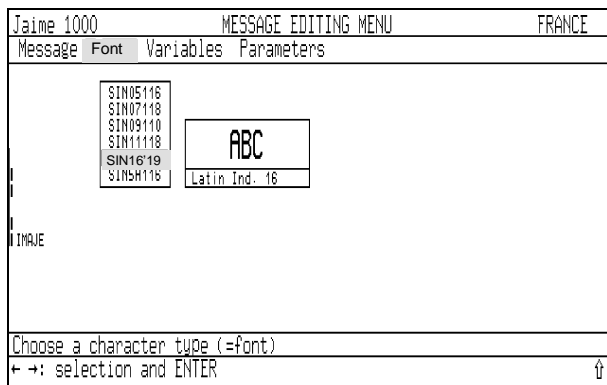 Jaime 1000 MESSAGE EDITING MENU FRANCE
Message Font Variables Parameters
SIN05116
SIN07118
SIN09110
SIN11118
SIN16'19
SIN5H116
ABC
Latin Ind. 16
IMAJE
Choose a character type (=font)
← →: selection and ENTER ⇧